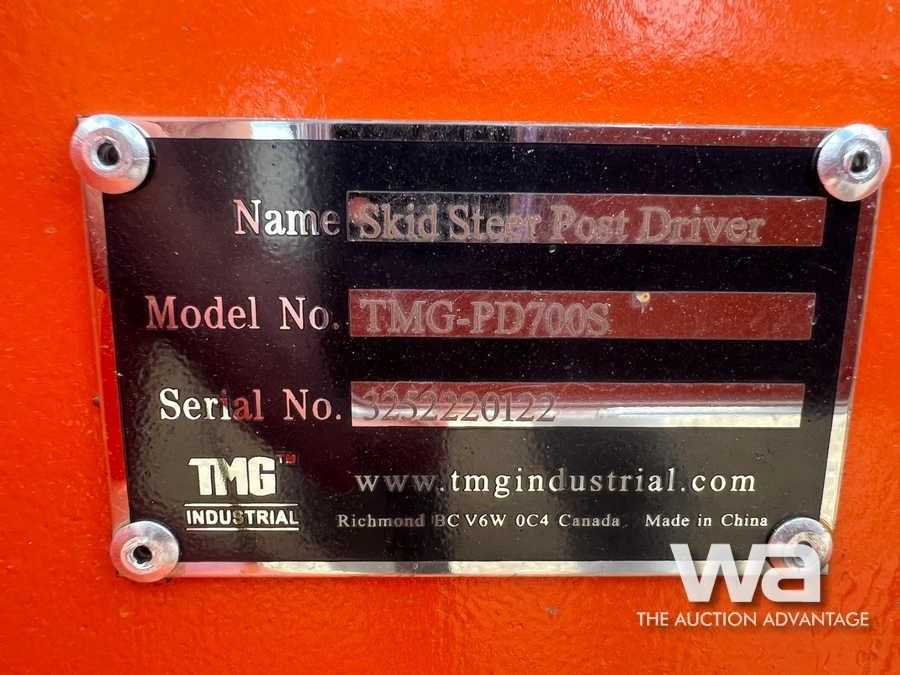 Name Skid Steer Post Driver
Model No. TMG-PD700S
Serial No. 3252220122
TMG™
INDUSTRIAL
www.tmgindustrial.com
Richmond BC V6W 0C4 Canada Made in China
wa
THE AUCTION ADVANTAGE